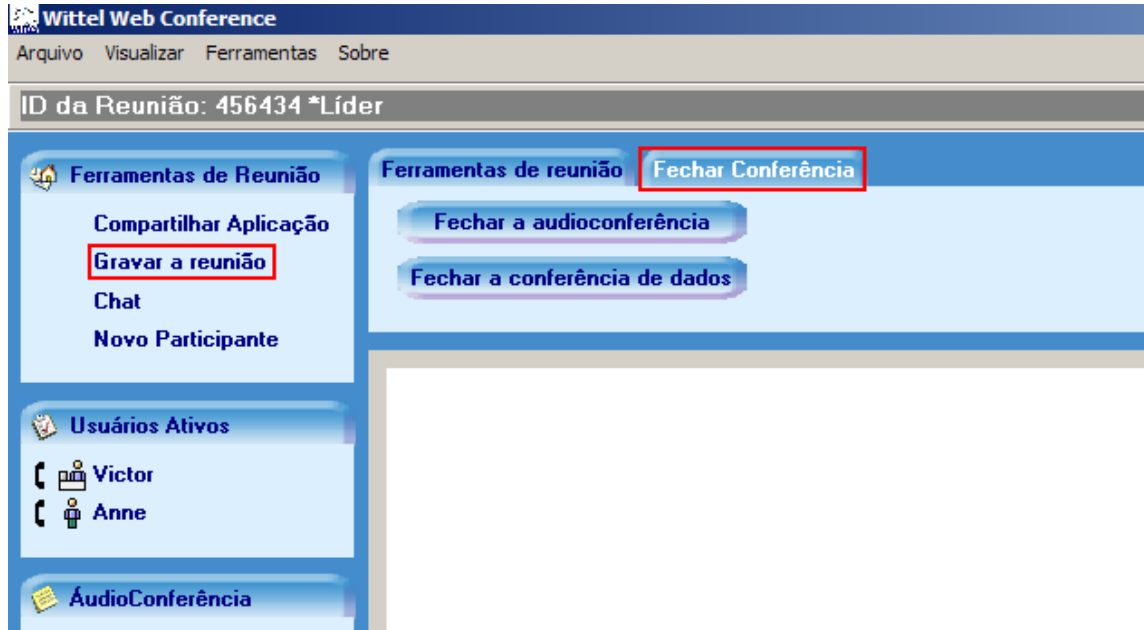 Wittel Web Conference
Arquivo Visualizar Ferramentas Sobre
ID da Reunião: 456434 *Líder
Ferramentas de Reunião
Compartilhar Aplicação
Gravar a reunião
Chat
Novo Participante
Ferramentas de reunião Fechar Conferência
Fechar a audioconferência
Fechar a conferência de dados
Usuários Ativos
Victor
Anne
ÁudioConferência